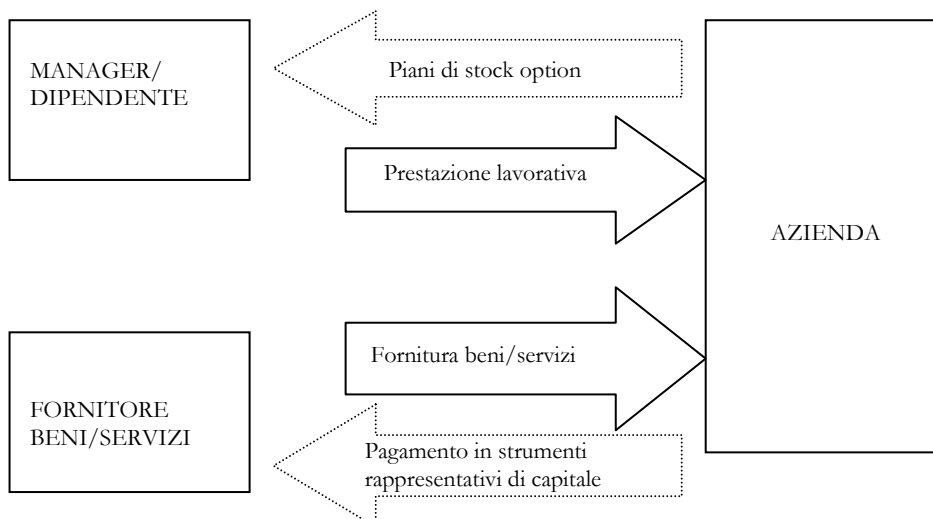 MANAGER/
DIPENDENTE
Piani di stock option
Prestazione lavorativa
AZIENDA
Fornitura beni/servizi
FORNITORE
BENI/SERVIZI
Pagamento in strumenti
rappresentativi di capitale